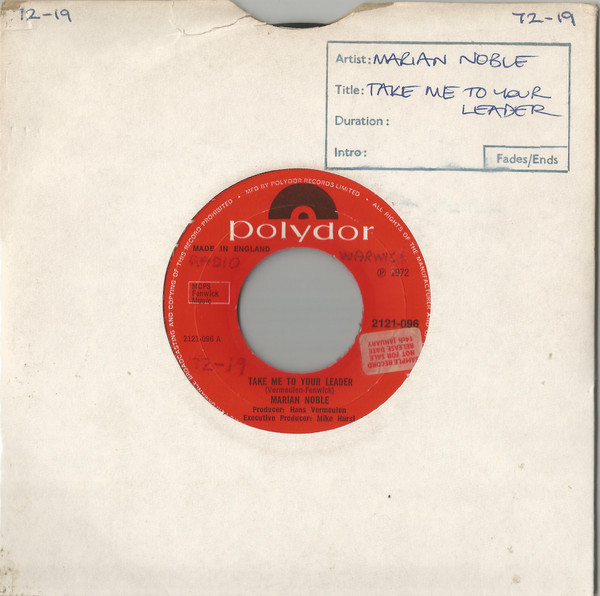 12-19
72-19
Artist: MARIAN NOBLE
Title: TAKE ME TO YOUR
LEADER
Duration:
Intro:
Fades/Ends
MFD BY POLYDOR RECORDS LIMITED • ALL RIGHTS OF THE MANUFACTURER AND
BROADCASTING AND COPYING OF THIS RECORD PROHIBITED •
polydor
MADE IN ENGLAND
RADIO WARWICK
℗ 1972
MCPS
Fenwick
Music
2121-096
2121-096 A
SAMPLE RECORD
NOT FOR SALE
RELEASE DATE
14th JANUARY
72-19
TAKE ME TO YOUR LEADER
(Vermeulen-Fenwick)
MARIAN NOBLE
Producer: Hans Vermeulen
Executive Producer: Mike Hurst